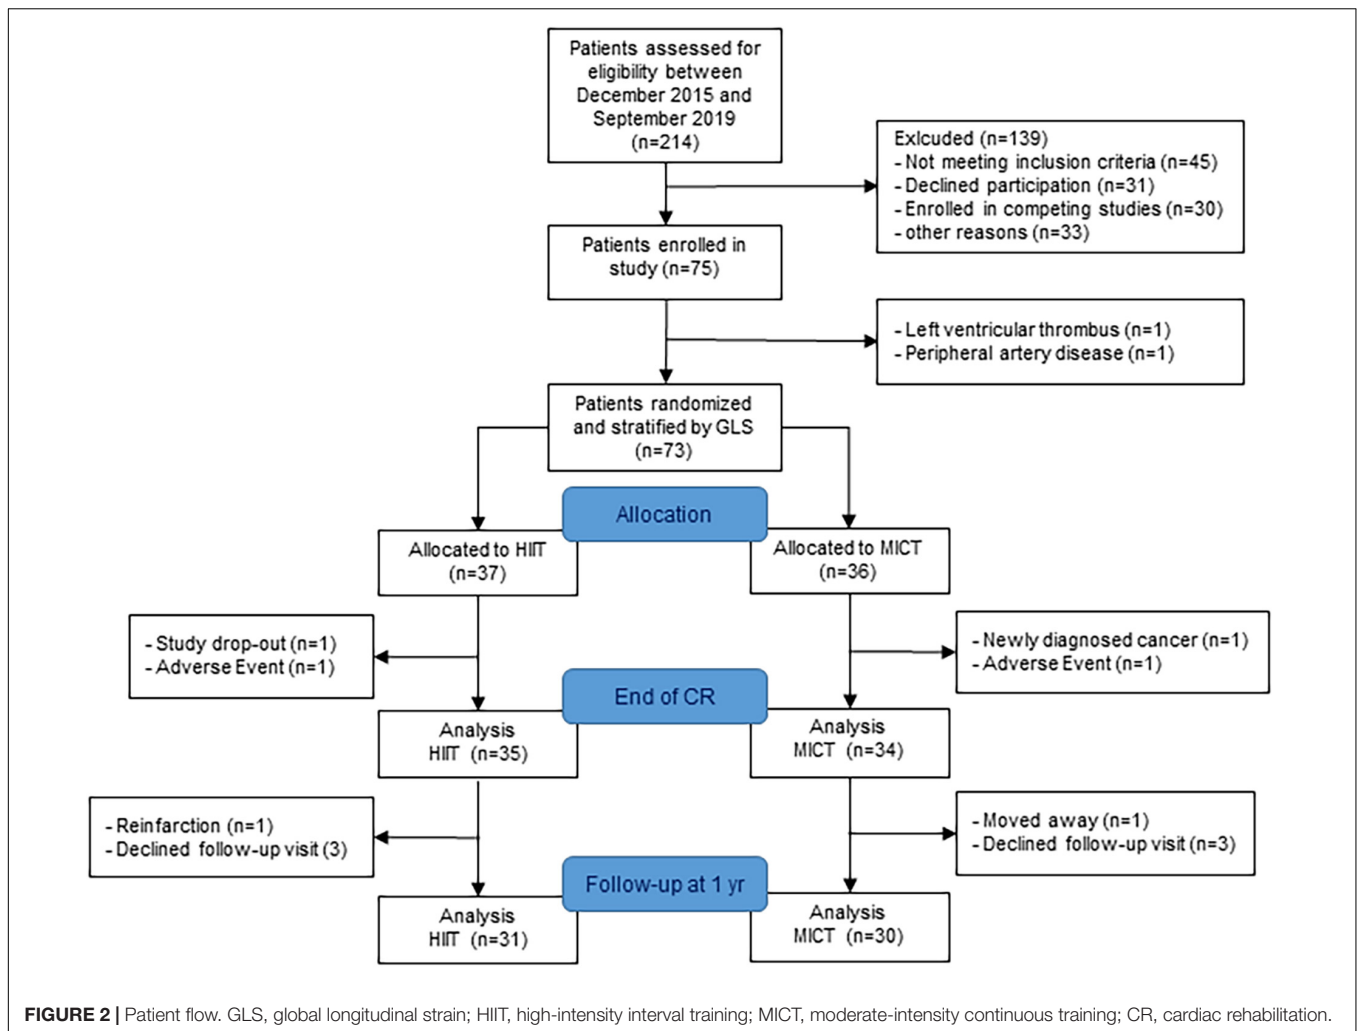 Patients assessed for
eligibility between
December 2015 and
September 2019
(n=214)
Exlcuded (n=139)
- Not meeting inclusion criteria (n=45)
- Declined participation (n=31)
- Enrolled in competing studies (n=30)
- other reasons (n=33)
Patients enrolled in
study (n=75)
- Left ventricular thrombus (n=1)
- Peripheral artery disease (n=1)
Patients randomized
and stratified by GLS
(n=73)
Allocation
Allocated to HIIT
(n=37)
Allocated to MICT
(n=36)
- Study drop-out (n=1)
- Adverse Event (n=1)
- Newly diagnosed cancer (n=1)
- Adverse Event (n=1)
End of CR
Analysis
HIIT (n=35)
Analysis
MICT (n=34)
- Reinfarction (n=1)
- Declined follow-up visit (3)
- Moved away (n=1)
- Declined follow-up visit (n=3)
Follow-up at 1 yr
Analysis
HIIT (n=31)
Analysis
MICT (n=30)
FIGURE 2 | Patient flow. GLS, global longitudinal strain; HIIT, high-intensity interval training; MICT, moderate-intensity continuous training; CR, cardiac rehabilitation.